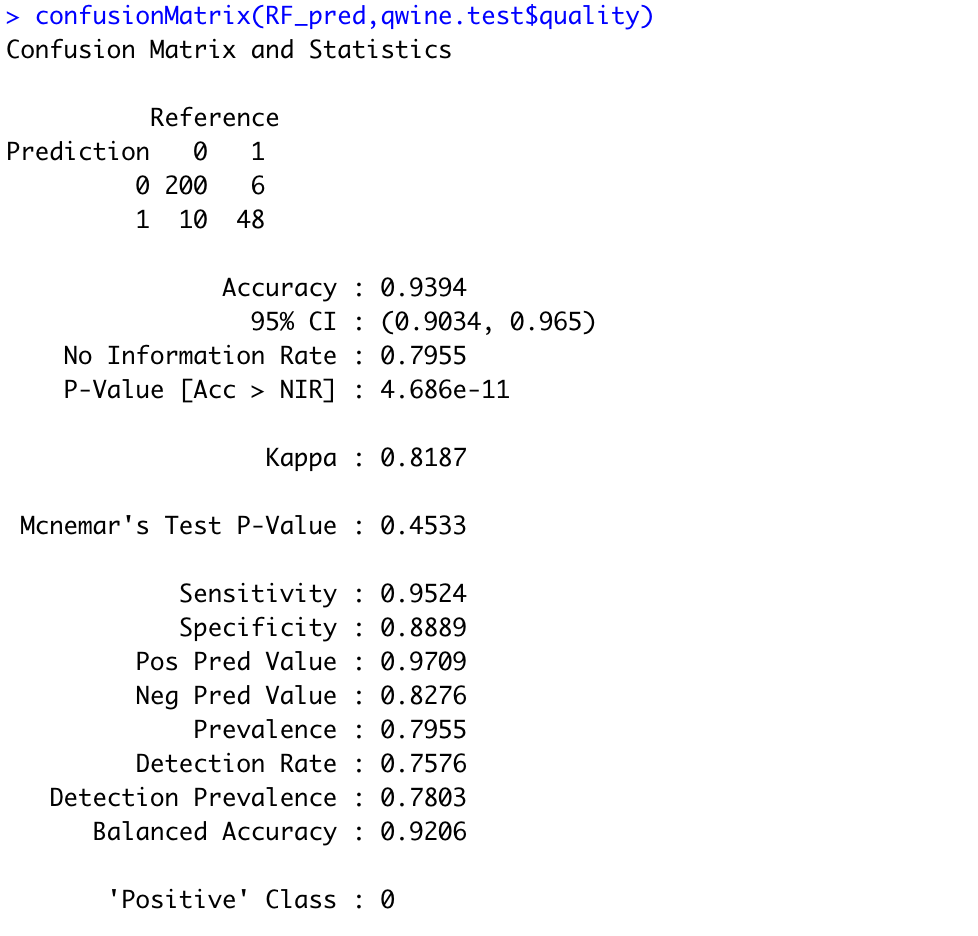 > confusionMatrix(RF_pred,qwine.test$quality)
Confusion Matrix and Statistics
Reference
Prediction 0 1
0 200 6
1 10 48
Accuracy : 0.9394
95% CI : (0.9034, 0.965)
No Information Rate : 0.7955
P-Value [Acc > NIR] : 4.686e-11
Kappa : 0.8187
Mcnemar's Test P-Value : 0.4533
Sensitivity : 0.9524
Specificity : 0.8889
Pos Pred Value : 0.9709
Neg Pred Value : 0.8276
Prevalence : 0.7955
Detection Rate : 0.7576
Detection Prevalence : 0.7803
Balanced Accuracy : 0.9206
'Positive' Class : 0